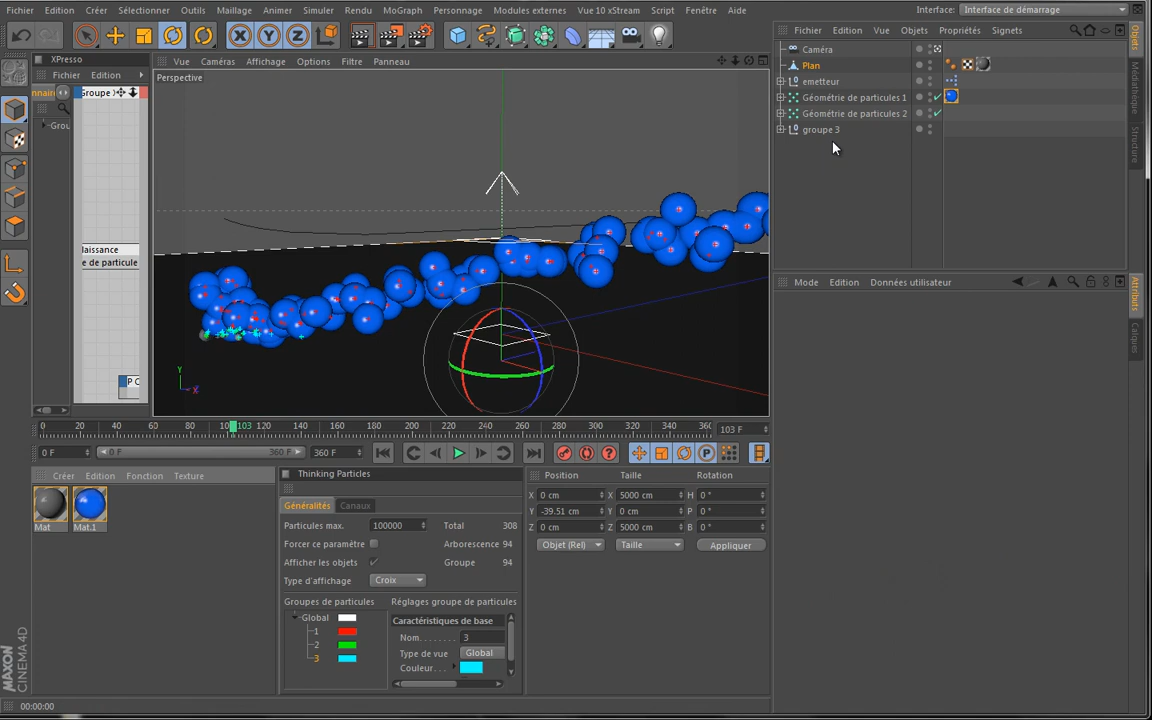 Fichier Edition Créer Sélectionner Outils Maillage Animer Simuler Rendu MoGraph Personnage Modules externes Vue 10 xStream Script Fenêtre Aide Interface: Interface de démarrage
XPresso
Fichier Edition
Groupe
Grou
laissance
e de particule
P C
Vue Caméras Affichage Options Filtre Panneau
Perspective
Y
X
Fichier Edition Vue Objets Propriétés Signets
Caméra
Plan
emetteur
Géométrie de particules 1
Géométrie de particules 2
groupe 3
Objets
Médiathèque
Structure
Mode Edition Données utilisateur
Attributs
Calques
0 20 40 60 80 103 120 140 160 180 200 220 240 260 280 300 320 340 103 F
0 F 0 F 360 F 360 F
Créer Edition Fonction Texture
Mat Mat.1
Thinking Particles
Généralités Canaux
Particules max. 100000 Total 308
Forcer ce paramètre Arborescence 94
Afficher les objets Groupe 94
Type d'affichage Croix
Groupes de particules Réglages groupe de particules
Global
1
2
3
Caractéristiques de base
Nom 3
Type de vue Global
Couleur
Position Taille Rotation
X 0 cm X 5000 cm H 0 °
Y -39.51 cm Y 0 cm P 0 °
Z 0 cm Z 5000 cm B 0 °
Objet (Rel) Taille Appliquer
MAXON
CINEMA 4D
00:00:00